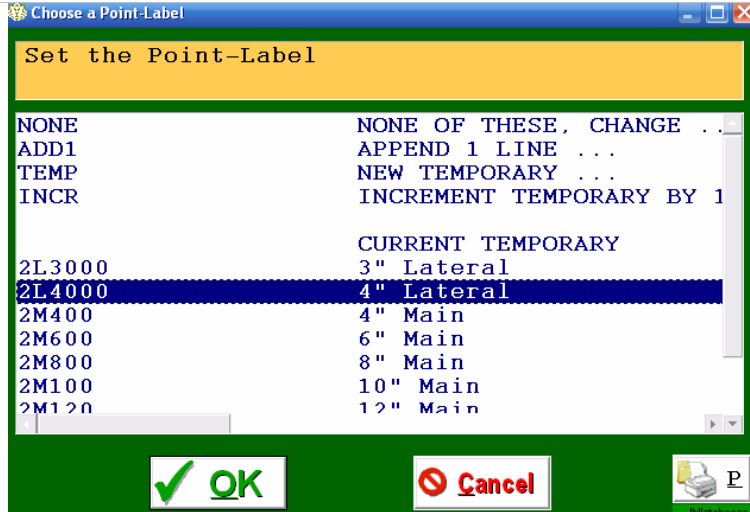 Choose a Point-Label
Set the Point-Label
NONE NONE OF THESE, CHANGE ..
ADD1 APPEND 1 LINE ...
TEMP NEW TEMPORARY ...
INCR INCREMENT TEMPORARY BY 1
CURRENT TEMPORARY
2L3000 3" Lateral
2L4000 4" Lateral
2M400 4" Main
2M600 6" Main
2M800 8" Main
2M100 10" Main
2M120 12" Main
OK Cancel P